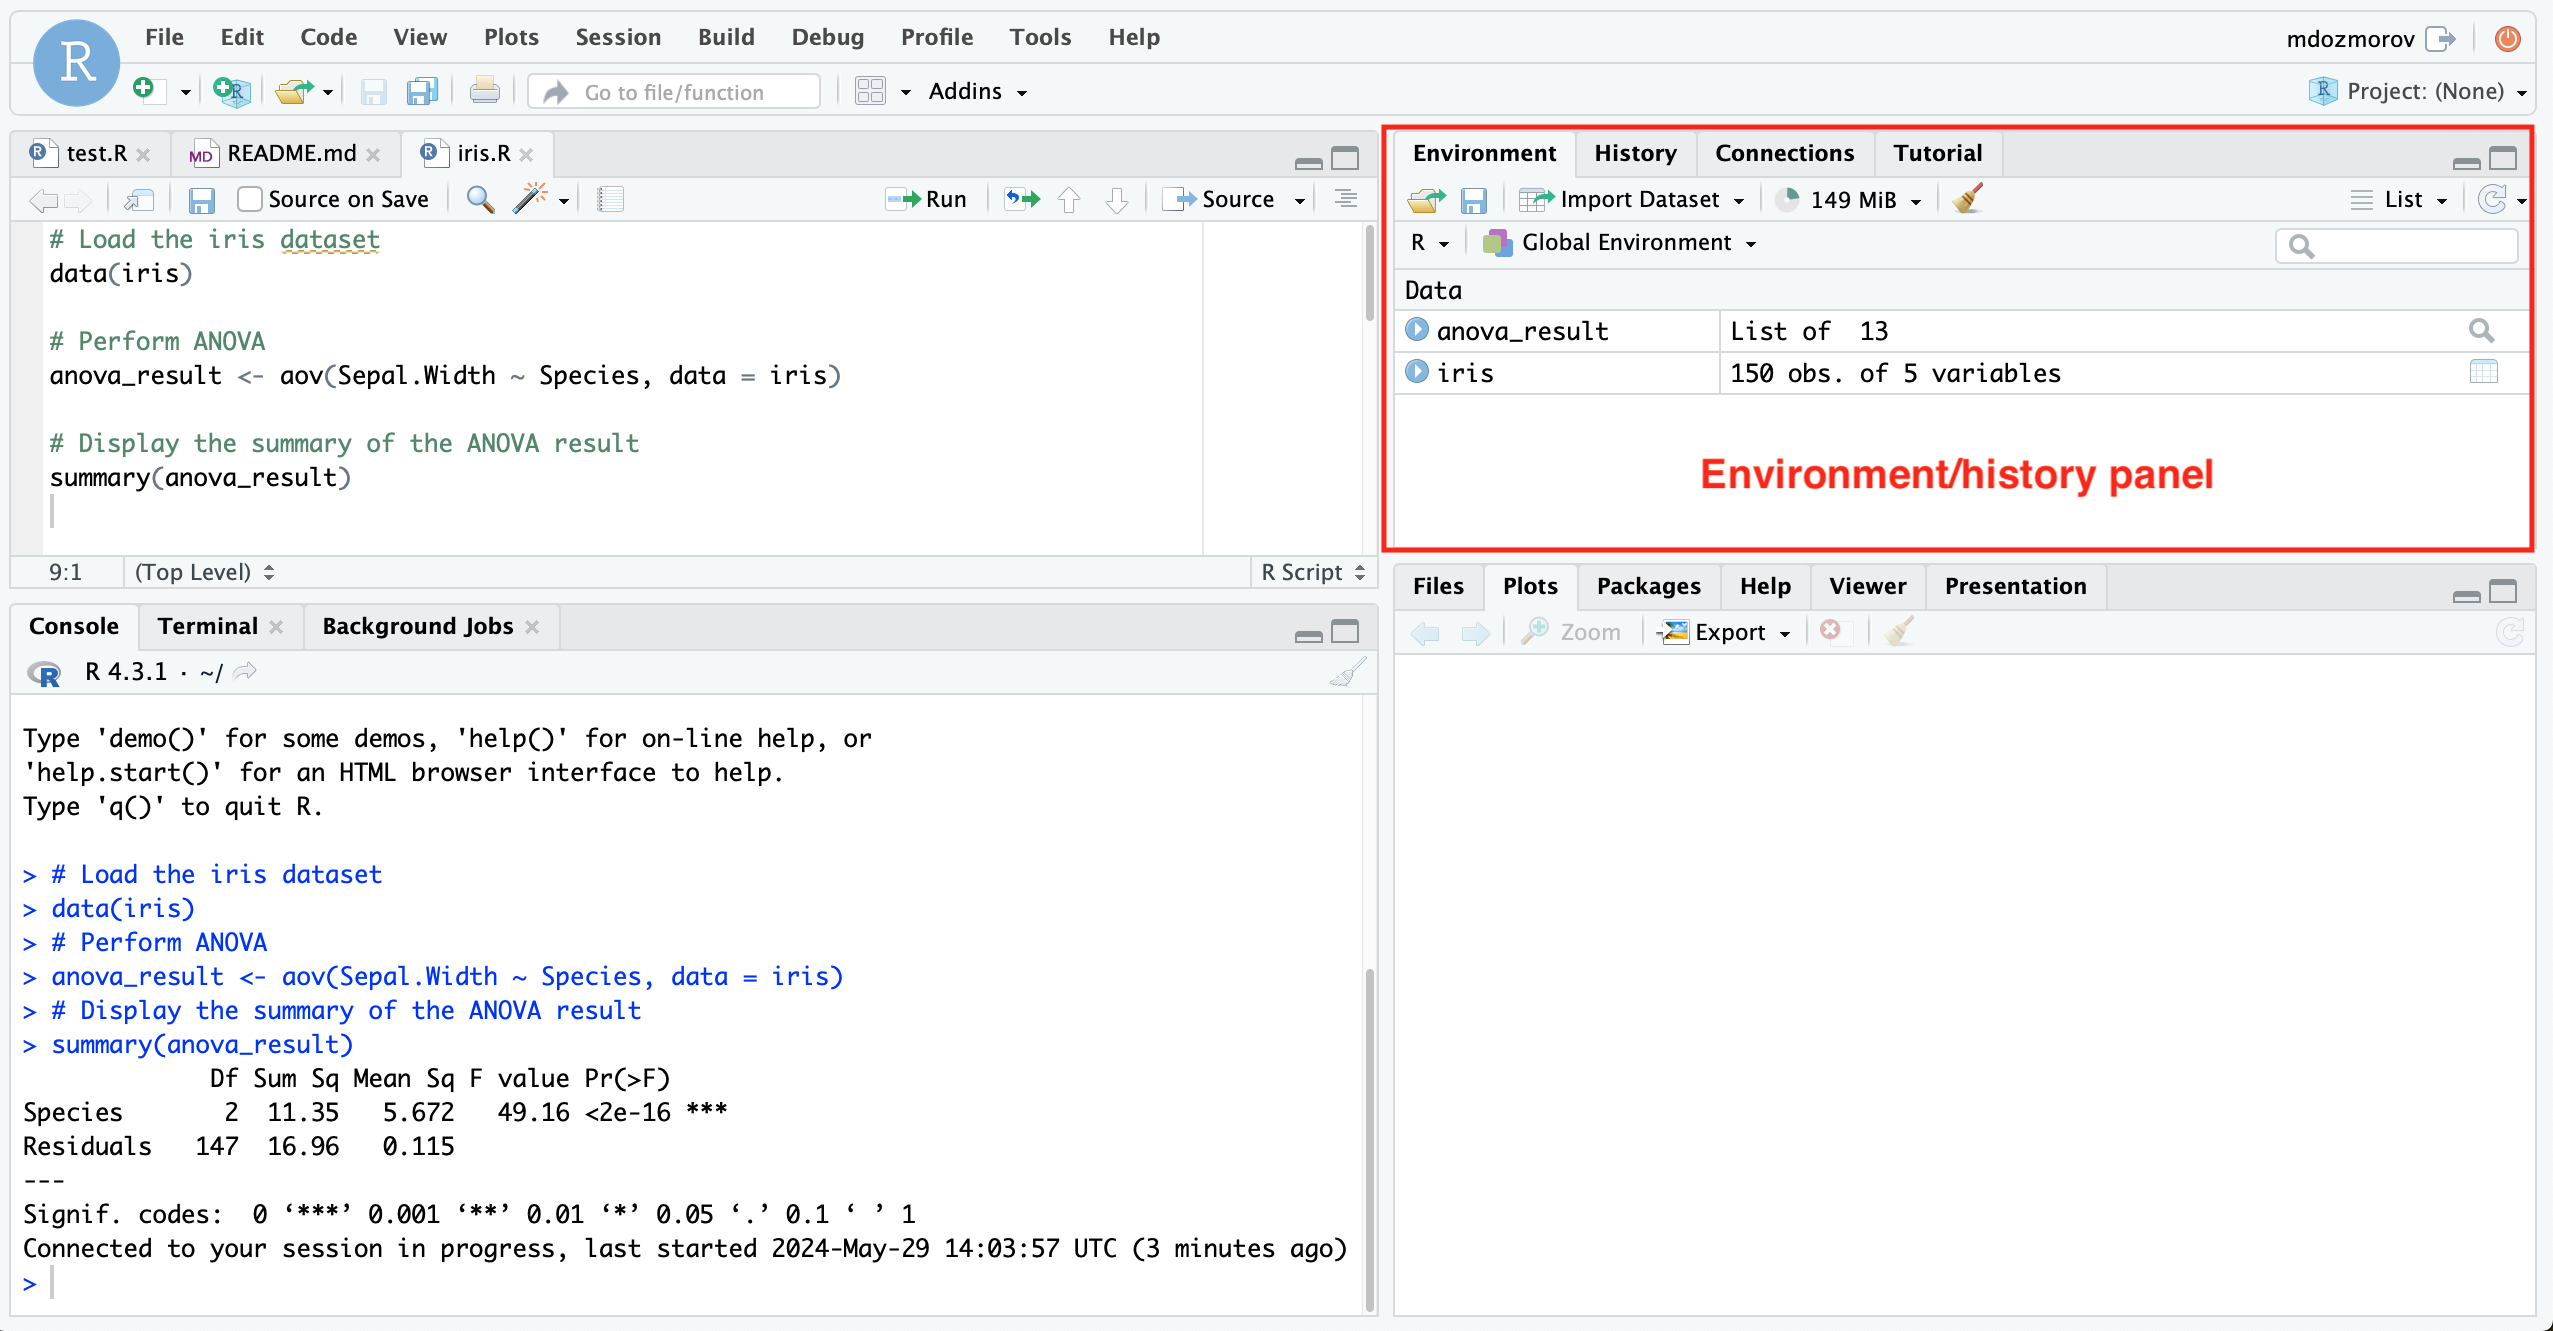 R
File Edit Code View Plots Session Build Debug Profile Tools Help
mdozmorov
R
Go to file/function
Addins
R Project: (None)
R test.R
MD README.md
R iris.R
Source on Save
Run
Source
# Load the iris dataset
data(iris)
# Perform ANOVA
anova_result <- aov(Sepal.Width ~ Species, data = iris)
# Display the summary of the ANOVA result
summary(anova_result)
9:1 (Top Level) R Script
Environment History Connections Tutorial
Import Dataset 149 MiB List
R Global Environment
Data
anova_result List of  13
iris 150 obs. of 5 variables
Environment/history panel
Console Terminal Background Jobs
R R 4.3.1 · ~/
Type 'demo()' for some demos, 'help()' for on-line help, or
'help.start()' for an HTML browser interface to help.
Type 'q()' to quit R.
> # Load the iris dataset
> data(iris)
> # Perform ANOVA
> anova_result <- aov(Sepal.Width ~ Species, data = iris)
> # Display the summary of the ANOVA result
> summary(anova_result)
             Df Sum Sq Mean Sq F value Pr(>F)
Species       2  11.35   5.672   49.16 <2e-16 ***
Residuals   147  16.96   0.115
---
Signif. codes:  0 ‘***’ 0.001 ‘**’ 0.01 ‘*’ 0.05 ‘.’ 0.1 ‘ ’ 1
Connected to your session in progress, last started 2024-May-29 14:03:57 UTC (3 minutes ago)
>
Files Plots Packages Help Viewer Presentation
Zoom Export